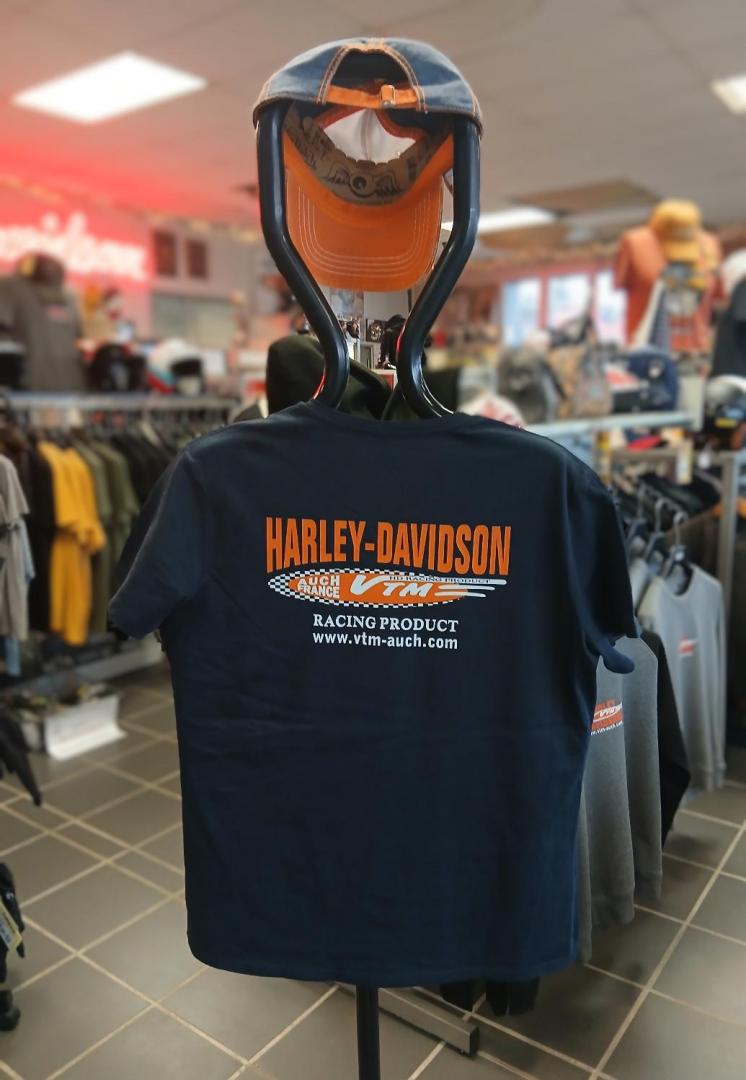 HARLEY-DAVIDSON
AUCH
FRANCE
VTM
HD RACING PRODUCT
RACING PRODUCT
www.vtm-auch.com